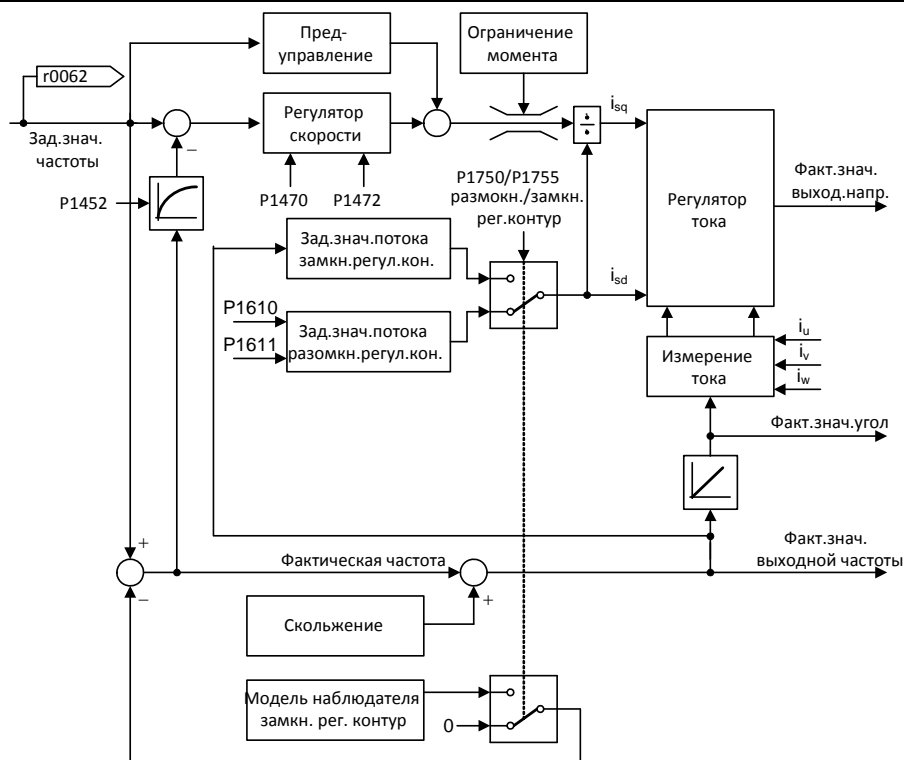 Пред-
управление
Ограничение
момента
r0062
Регулятор
скорости
÷
isq
Зад.знач.
частоты
−
P1452
P1470
P1472
P1750/P1755
размокн./замкн.
рег.контур
Регулятор
тока
Факт.знач.
выход.напр.
Зад.знач.потока
замкн.регул.кон.
isd
P1610
P1611
Зад.знач.потока
разомкн.регул.кон.
Измерение
тока
iu
iv
iw
Факт.знач.угол
+
−
Фактическая частота
+
Факт.знач.
выходной частоты
Скольжение
Модель наблюдателя
замкн. рег. контур
0